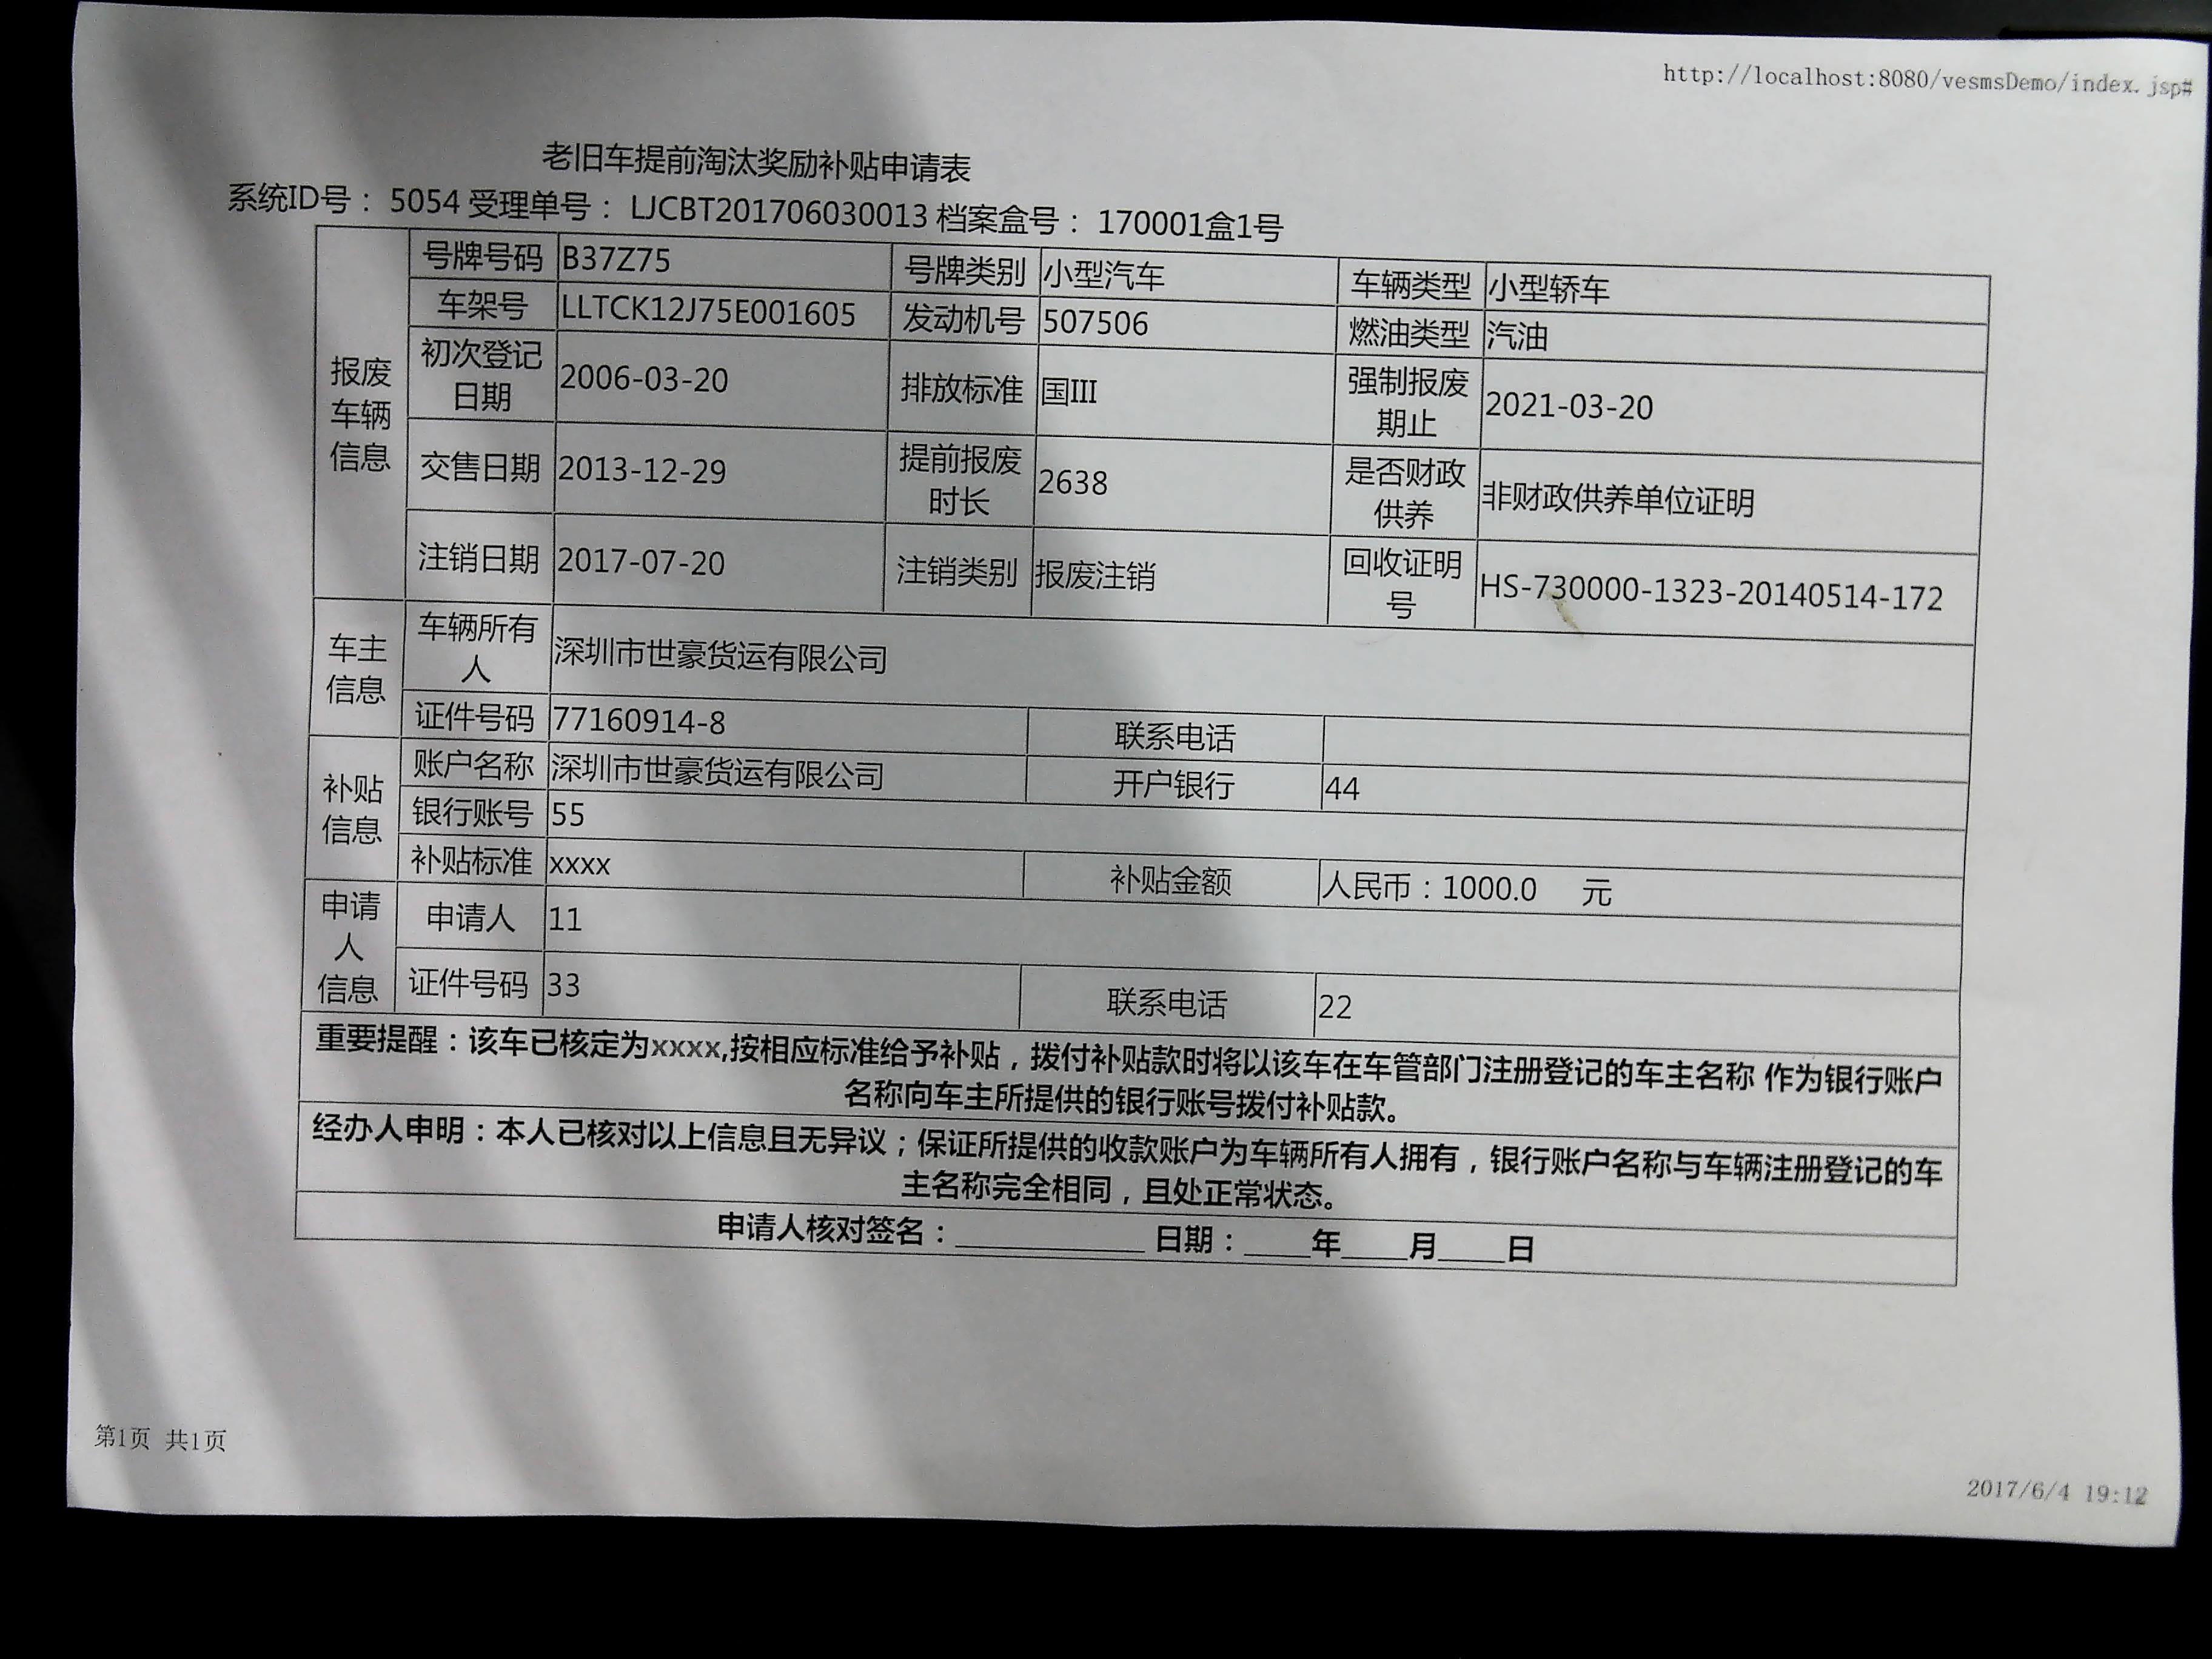 http://localhost:8080/vesmsDemo/index.jsp#
老旧车提前淘汰奖励补贴申请表
系统ID号： 5054 受理单号： LJCBT201706030013 档案盒号： 170001盒1号
报废车辆信息
号牌号码 B37Z75 号牌类别 小型汽车 车辆类型 小型轿车
车架号 LLTCK12J75E001605 发动机号 507506 燃油类型 汽油
初次登记日期 2006-03-20 排放标准 国III 强制报废期止 2021-03-20
交售日期 2013-12-29 提前报废时长 2638 是否财政供养 非财政供养单位证明
注销日期 2017-07-20 注销类别 报废注销 回收证明号 HS-730000-1323-20140514-172
车主信息
车辆所有人 深圳市世豪货运有限公司
证件号码 77160914-8 联系电话
补贴信息
账户名称 深圳市世豪货运有限公司 开户银行 44
银行账号 55
补贴标准 xxxx 补贴金额 人民币：1000.0 元
申请人信息
申请人 11
证件号码 33 联系电话 22
重要提醒：该车已核定为xxxx,按相应标准给予补贴，拨付补贴款时将以该车在车管部门注册登记的车主名称 作为银行账户
名称向车主所提供的银行账号拨付补贴款。
经办人申明：本人已核对以上信息且无异议；保证所提供的收款账户为车辆所有人拥有，银行账户名称与车辆注册登记的车
主名称完全相同，且处正常状态。
申请人核对签名：____________ 日期：____年____月____日
第1页 共1页
2017/6/4 19:12